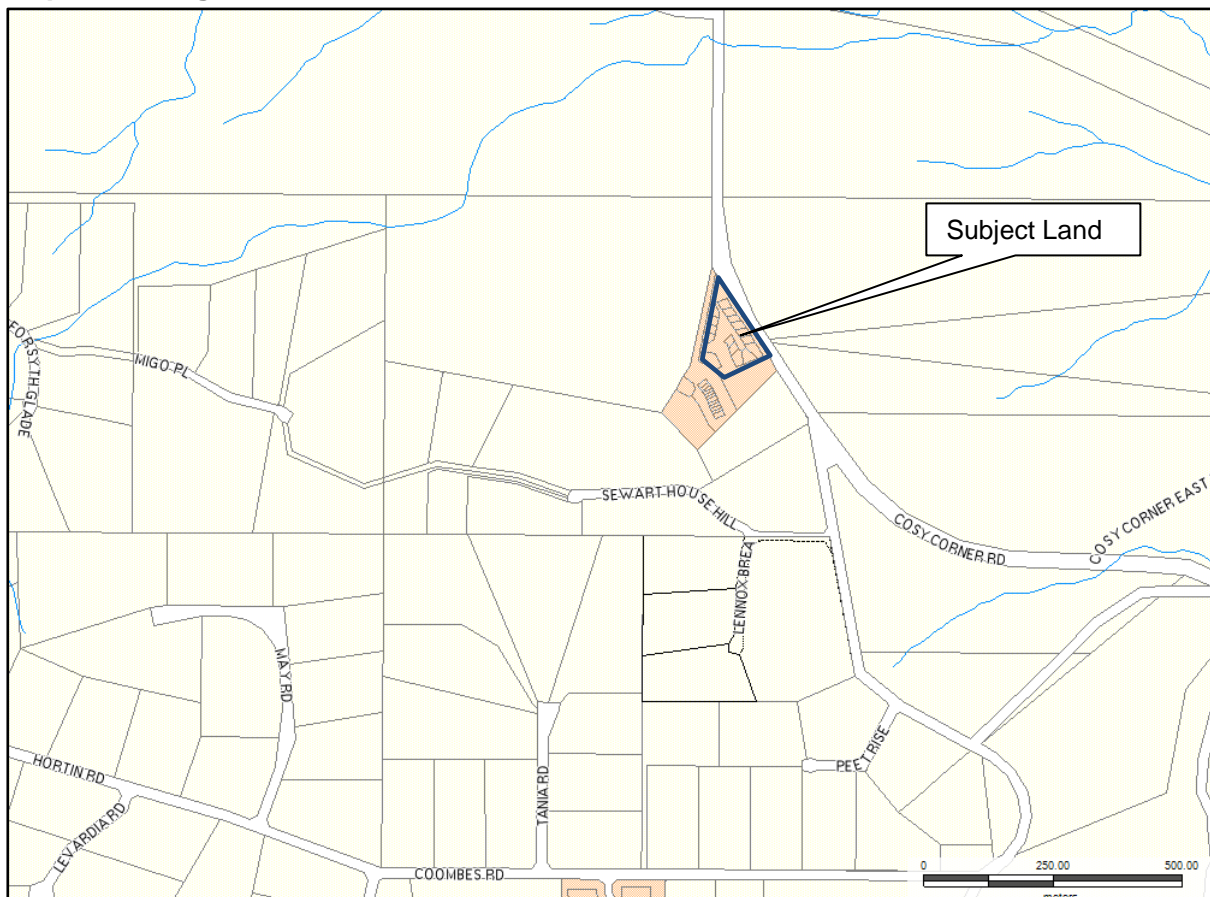 Subject Land
FORSYTH GLADE
MIGO PL
SEWART HOUSE HILL
COSY CORNER RD
COSY CORNER EAST
LENNOX BREA
MAY RD
PEET RISE
HORTIN RD
TANIA RD
LEVARDIA RD
COOMBES RD
0 250.00 500.00